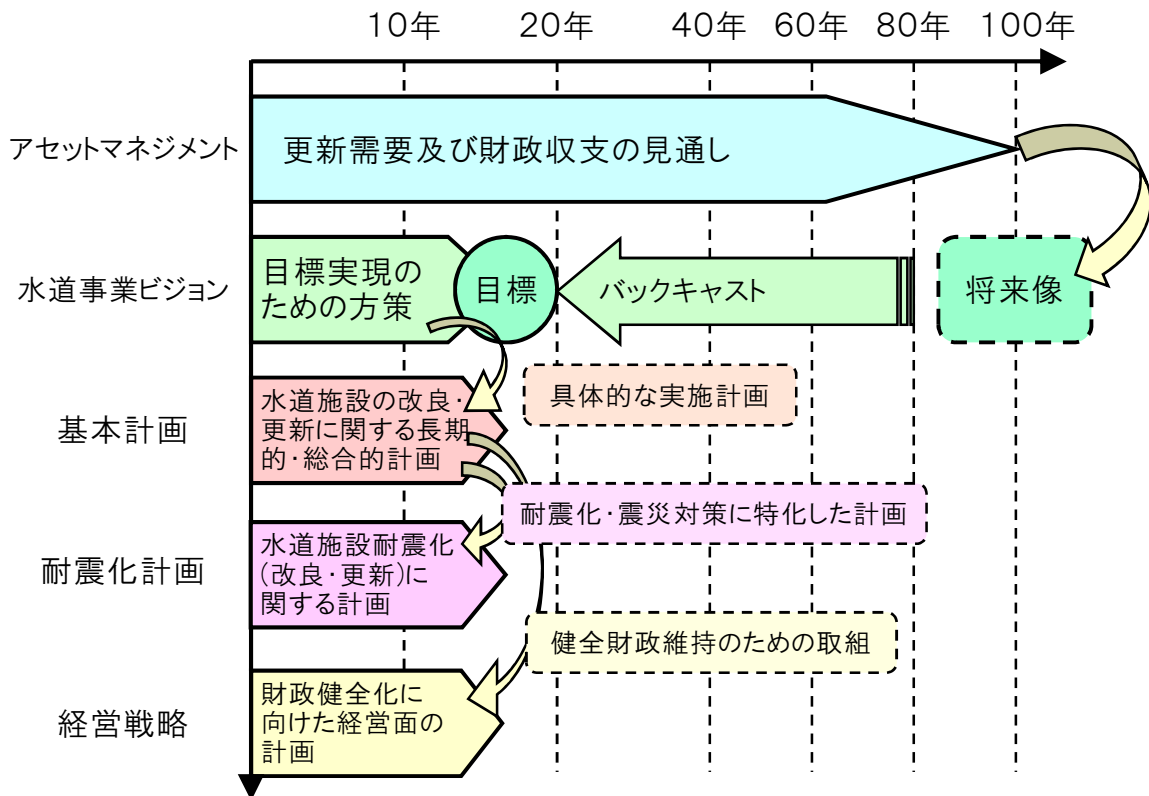 10年 20年 40年 60年 80年 100年
アセットマネジメント
更新需要及び財政収支の見通し
水道事業ビジョン
目標実現の
ための方策
目標
バックキャスト
将来像
具体的な実施計画
基本計画
水道施設の改良・
更新に関する長期
的・総合的計画
耐震化・震災対策に特化した計画
耐震化計画
水道施設耐震化
(改良・更新)に
関する計画
健全財政維持のための取組
経営戦略
財政健全化に
向けた経営面の
計画